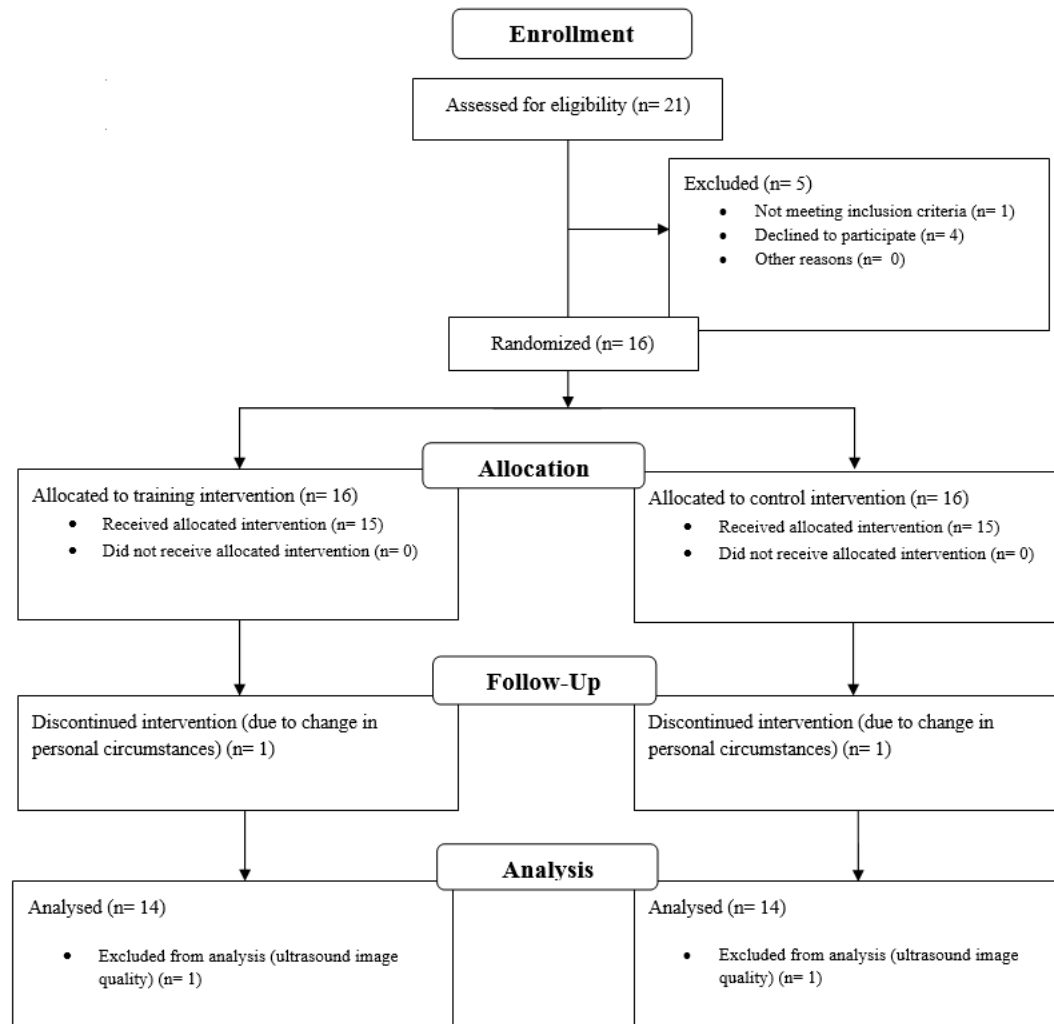 Enrollment
Assessed for eligibility (n= 21)
Excluded (n= 5)
• Not meeting inclusion criteria (n= 1)
• Declined to participate (n= 4)
• Other reasons (n=  0)
Randomized (n= 16)
Allocation
Allocated to training intervention (n= 16)
• Received allocated intervention (n= 15)
• Did not receive allocated intervention (n= 0)
Allocated to control intervention (n= 16)
• Received allocated intervention (n= 15)
• Did not receive allocated intervention (n= 0)
Follow-Up
Discontinued intervention (due to change in
personal circumstances) (n= 1)
Discontinued intervention (due to change in
personal circumstances) (n= 1)
Analysis
Analysed (n= 14)
• Excluded from analysis (ultrasound image
quality) (n= 1)
Analysed (n= 14)
• Excluded from analysis (ultrasound image
quality) (n= 1)